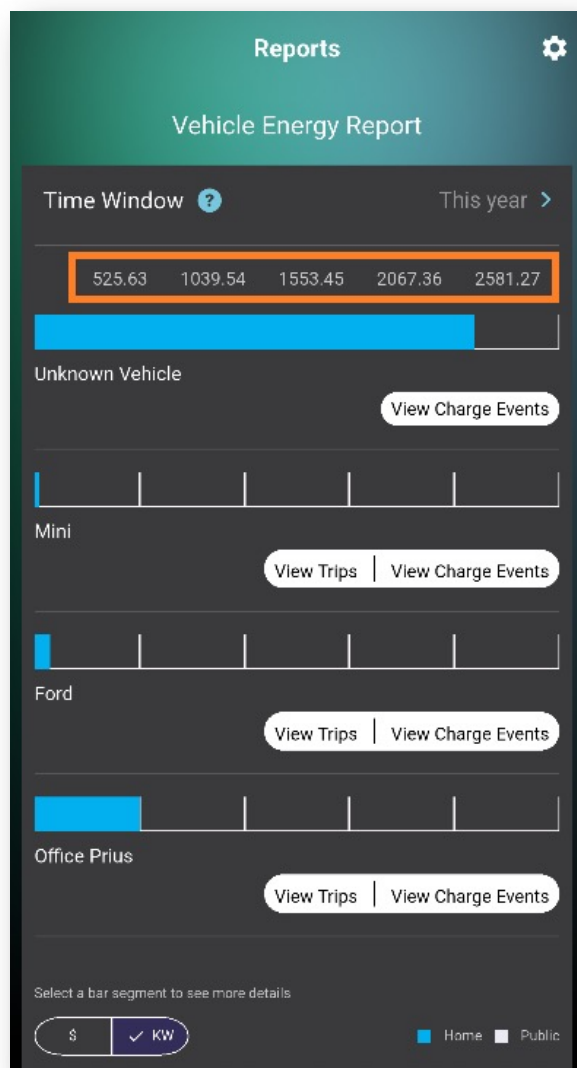 Reports
Vehicle Energy Report
Time Window ? This year >
525.63 1039.54 1553.45 2067.36 2581.27
Unknown Vehicle
View Charge Events
Mini
View Trips | View Charge Events
Ford
View Trips | View Charge Events
Office Prius
View Trips | View Charge Events
Select a bar segment to see more details
$ ✓ KW Home Public